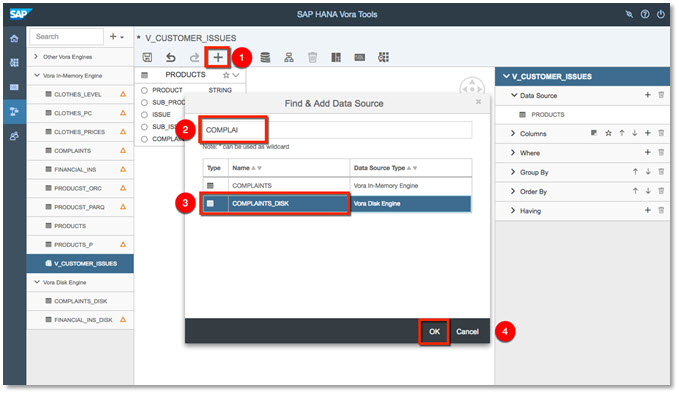 SAP
SAP HANA Vora Tools
Search
Other Vora Engines
Vora In-Memory Engine
CLOTHES_LEVEL
CLOTHES_PC
CLOTHES_PRICES
COMPLAINTS
FINANCIAL_INS
PRODUCST_ORC
PRODUCST_PARQ
PRODUCTS
PRODUCTS_P
V_CUSTOMER_ISSUES
Vora Disk Engine
COMPLAINTS_DISK
FINANCIAL_INS_DISK
V_CUSTOMER_ISSUES
1
PRODUCTS
PRODUCT STRING
SUB_PROD
ISSUE
SUB_ISS
COMPLAI
Find & Add Data Source
2
COMPLAI
Note: * can be used as wildcard
Type Name Data Source Type
COMPLAINTS Vora In-Memory Engine
3
COMPLAINTS_DISK Vora Disk Engine
OK Cancel
4
V_CUSTOMER_ISSUES
Data Source
PRODUCTS
Columns
Where
Group By
Order By
Having